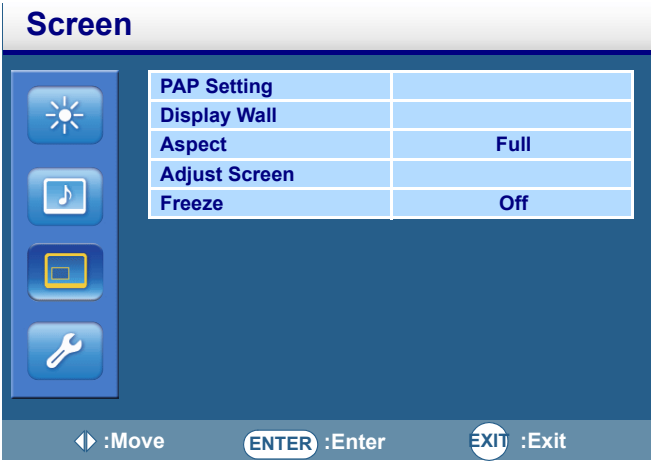 Screen
PAP Setting
Display Wall
Aspect Full
Adjust Screen
Freeze Off
:Move ENTER :Enter EXIT :Exit